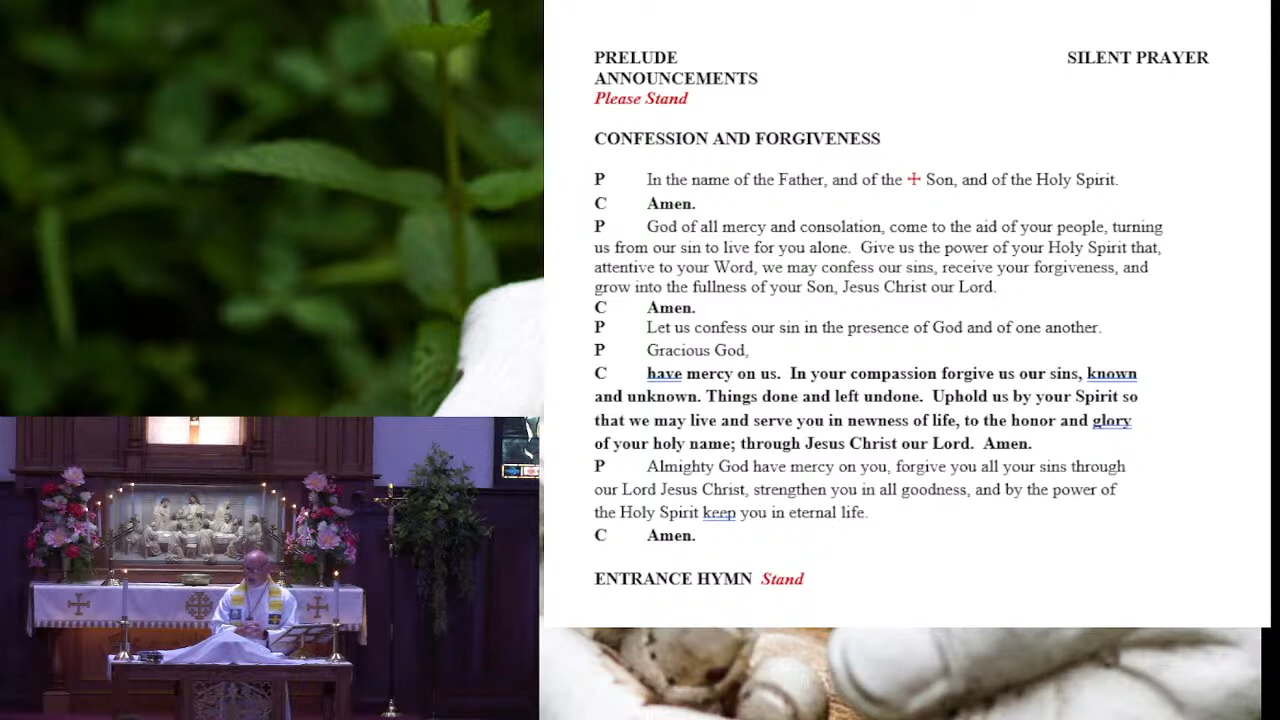 PRELUDE SILENT PRAYER
ANNOUNCEMENTS
Please Stand
CONFESSION AND FORGIVENESS
P In the name of the Father, and of the ☩ Son, and of the Holy Spirit.
C Amen.
P God of all mercy and consolation, come to the aid of your people, turning
us from our sin to live for you alone. Give us the power of your Holy Spirit that,
attentive to your Word, we may confess our sins, receive your forgiveness, and
grow into the fullness of your Son, Jesus Christ our Lord.
C Amen.
P Let us confess our sin in the presence of God and of one another.
P Gracious God,
C have mercy on us. In your compassion forgive us our sins, known
and unknown. Things done and left undone. Uphold us by your Spirit so
that we may live and serve you in newness of life, to the honor and glory
of your holy name; through Jesus Christ our Lord. Amen.
P Almighty God have mercy on you, forgive you all your sins through
our Lord Jesus Christ, strengthen you in all goodness, and by the power of
the Holy Spirit keep you in eternal life.
C Amen.
ENTRANCE HYMN Stand